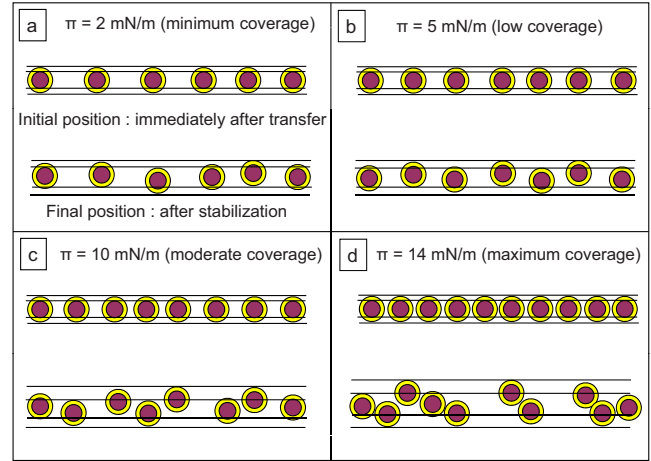 a
π = 2 mN/m (minimum coverage)
Initial position : immediately after transfer
Final position : after stabilization
b
π = 5 mN/m (low coverage)
c
π = 10 mN/m (moderate coverage)
d
π = 14 mN/m (maximum coverage)